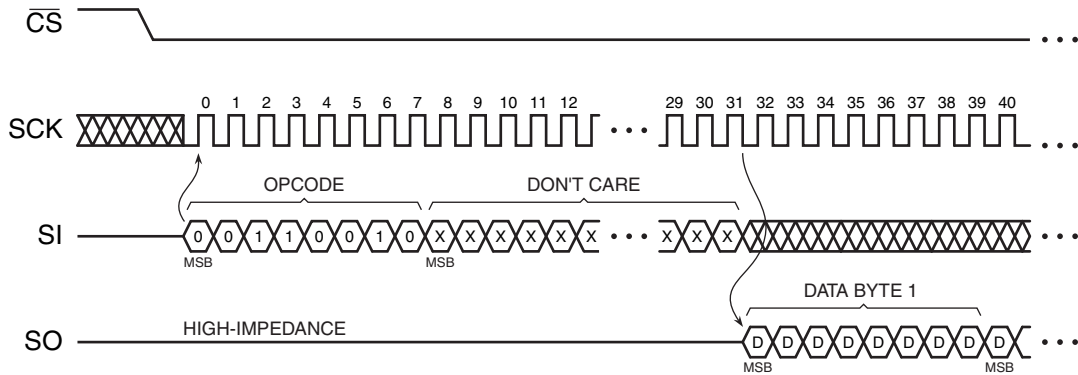 CS
• • •
0 1 2 3 4 5 6 7 8 9 10 11 12 29 30 31 32 33 34 35 36 37 38 39 40
SCK • • • • • •
OPCODE DON'T CARE
SI 0 0 1 1 0 0 1 0 X X X X X X • • • X X X • • •
MSB MSB
DATA BYTE 1
HIGH-IMPEDANCE
SO D D D D D D D D D • • •
MSB MSB